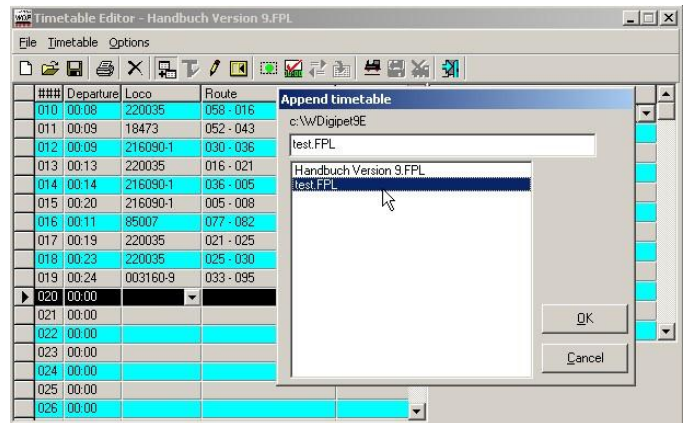 Timetable Editor - Handbuch Version 9.FPL
File Timetable Options
### Departure Loco Route
010 00:08 220035 058 - 016
011 00:09 18473 052 - 043
012 00:09 216090-1 030 - 036
013 00:13 220035 016 - 021
014 00:14 216090-1 036 - 005
015 00:20 216090-1 005 - 008
016 00:11 85007 077 - 082
017 00:19 220035 021 - 025
018 00:23 220035 025 - 030
019 00:24 003160-9 033 - 095
020 00:00
021 00:00
022 00:00
023 00:00
024 00:00
025 00:00
026 00:00
Append timetable
c:\WDigipet9E
test.FPL
Handbuch Version 9.FPL
test.FPL
OK
Cancel